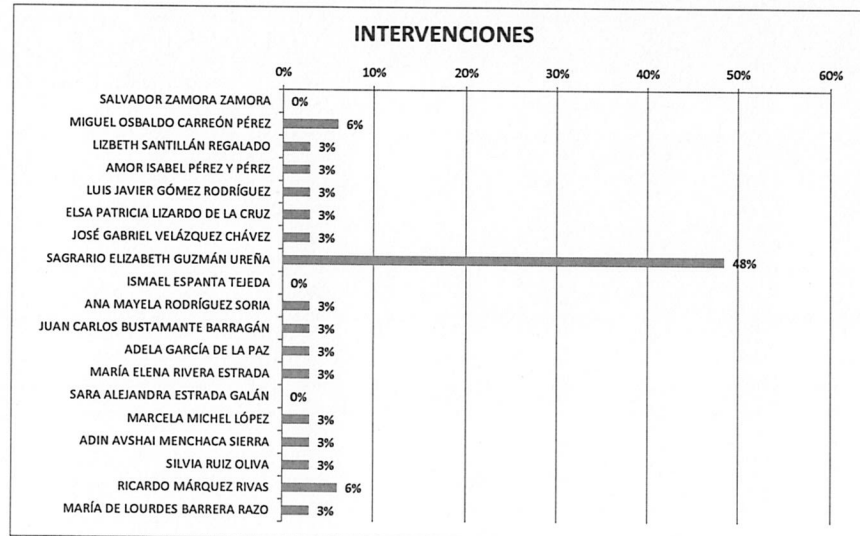 INTERVENCIONES
0% 10% 20% 30% 40% 50% 60%
SALVADOR ZAMORA ZAMORA 0%
MIGUEL OSBALDO CARREÓN PÉREZ 6%
LIZBETH SANTILLÁN REGALADO 3%
AMOR ISABEL PÉREZ Y PÉREZ 3%
LUIS JAVIER GÓMEZ RODRÍGUEZ 3%
ELSA PATRICIA LIZARDO DE LA CRUZ 3%
JOSÉ GABRIEL VELÁZQUEZ CHÁVEZ 3%
SAGRARIO ELIZABETH GUZMÁN UREÑA 48%
ISMAEL ESPANTA TEJEDA 0%
ANA MAYELA RODRÍGUEZ SORIA 3%
JUAN CARLOS BUSTAMANTE BARRAGÁN 3%
ADELA GARCÍA DE LA PAZ 3%
MARÍA ELENA RIVERA ESTRADA 3%
SARA ALEJANDRA ESTRADA GALÁN 0%
MARCELA MICHEL LÓPEZ 3%
ADIN AVSHAI MENCHACA SIERRA 3%
SILVIA RUIZ OLIVA 3%
RICARDO MÁRQUEZ RIVAS 6%
MARÍA DE LOURDES BARRERA RAZO 3%